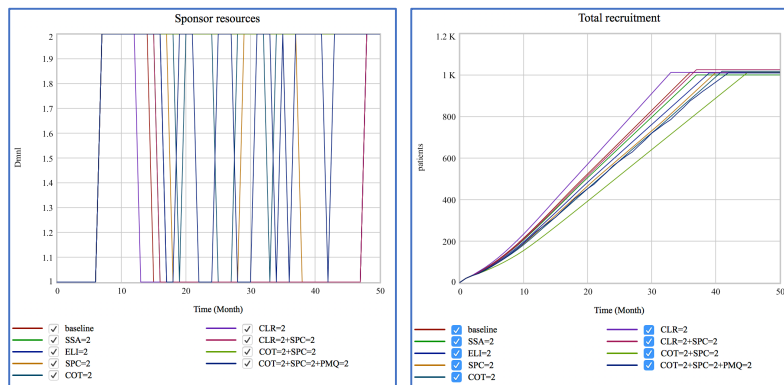 Sponsor resources
2
1.9
1.8
1.7
1.6
1.5
1.4
1.3
1.2
1.1
1
Dmnl
0 10 20 30 40 50
Time (Month)
baseline CLR=2
SSA=2 CLR=2+SPC=2
ELI=2 COT=2+SPC=2
SPC=2 COT=2+SPC=2+PMQ=2
COT=2
Total recruitment
1.2 K
1 K
800
600
400
200
0
patients
0 10 20 30 40 50
Time (Month)
baseline CLR=2
SSA=2 CLR=2+SPC=2
ELI=2 COT=2+SPC=2
SPC=2 COT=2+SPC=2+PMQ=2
COT=2